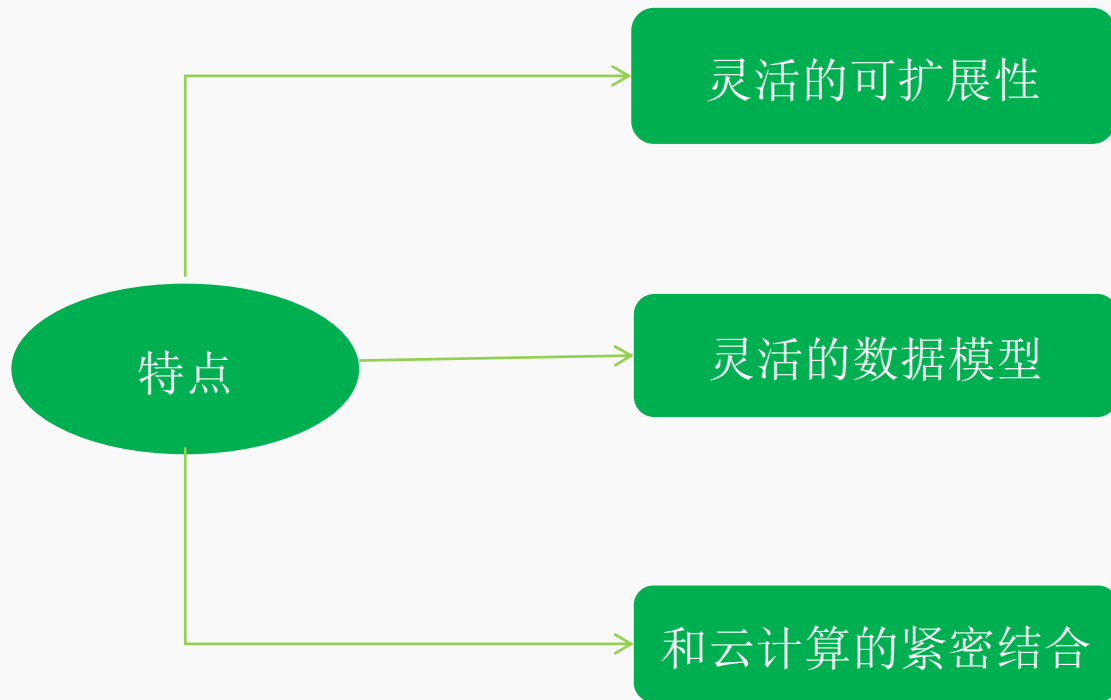 灵活的可扩展性
特点
灵活的数据模型
和云计算的紧密结合